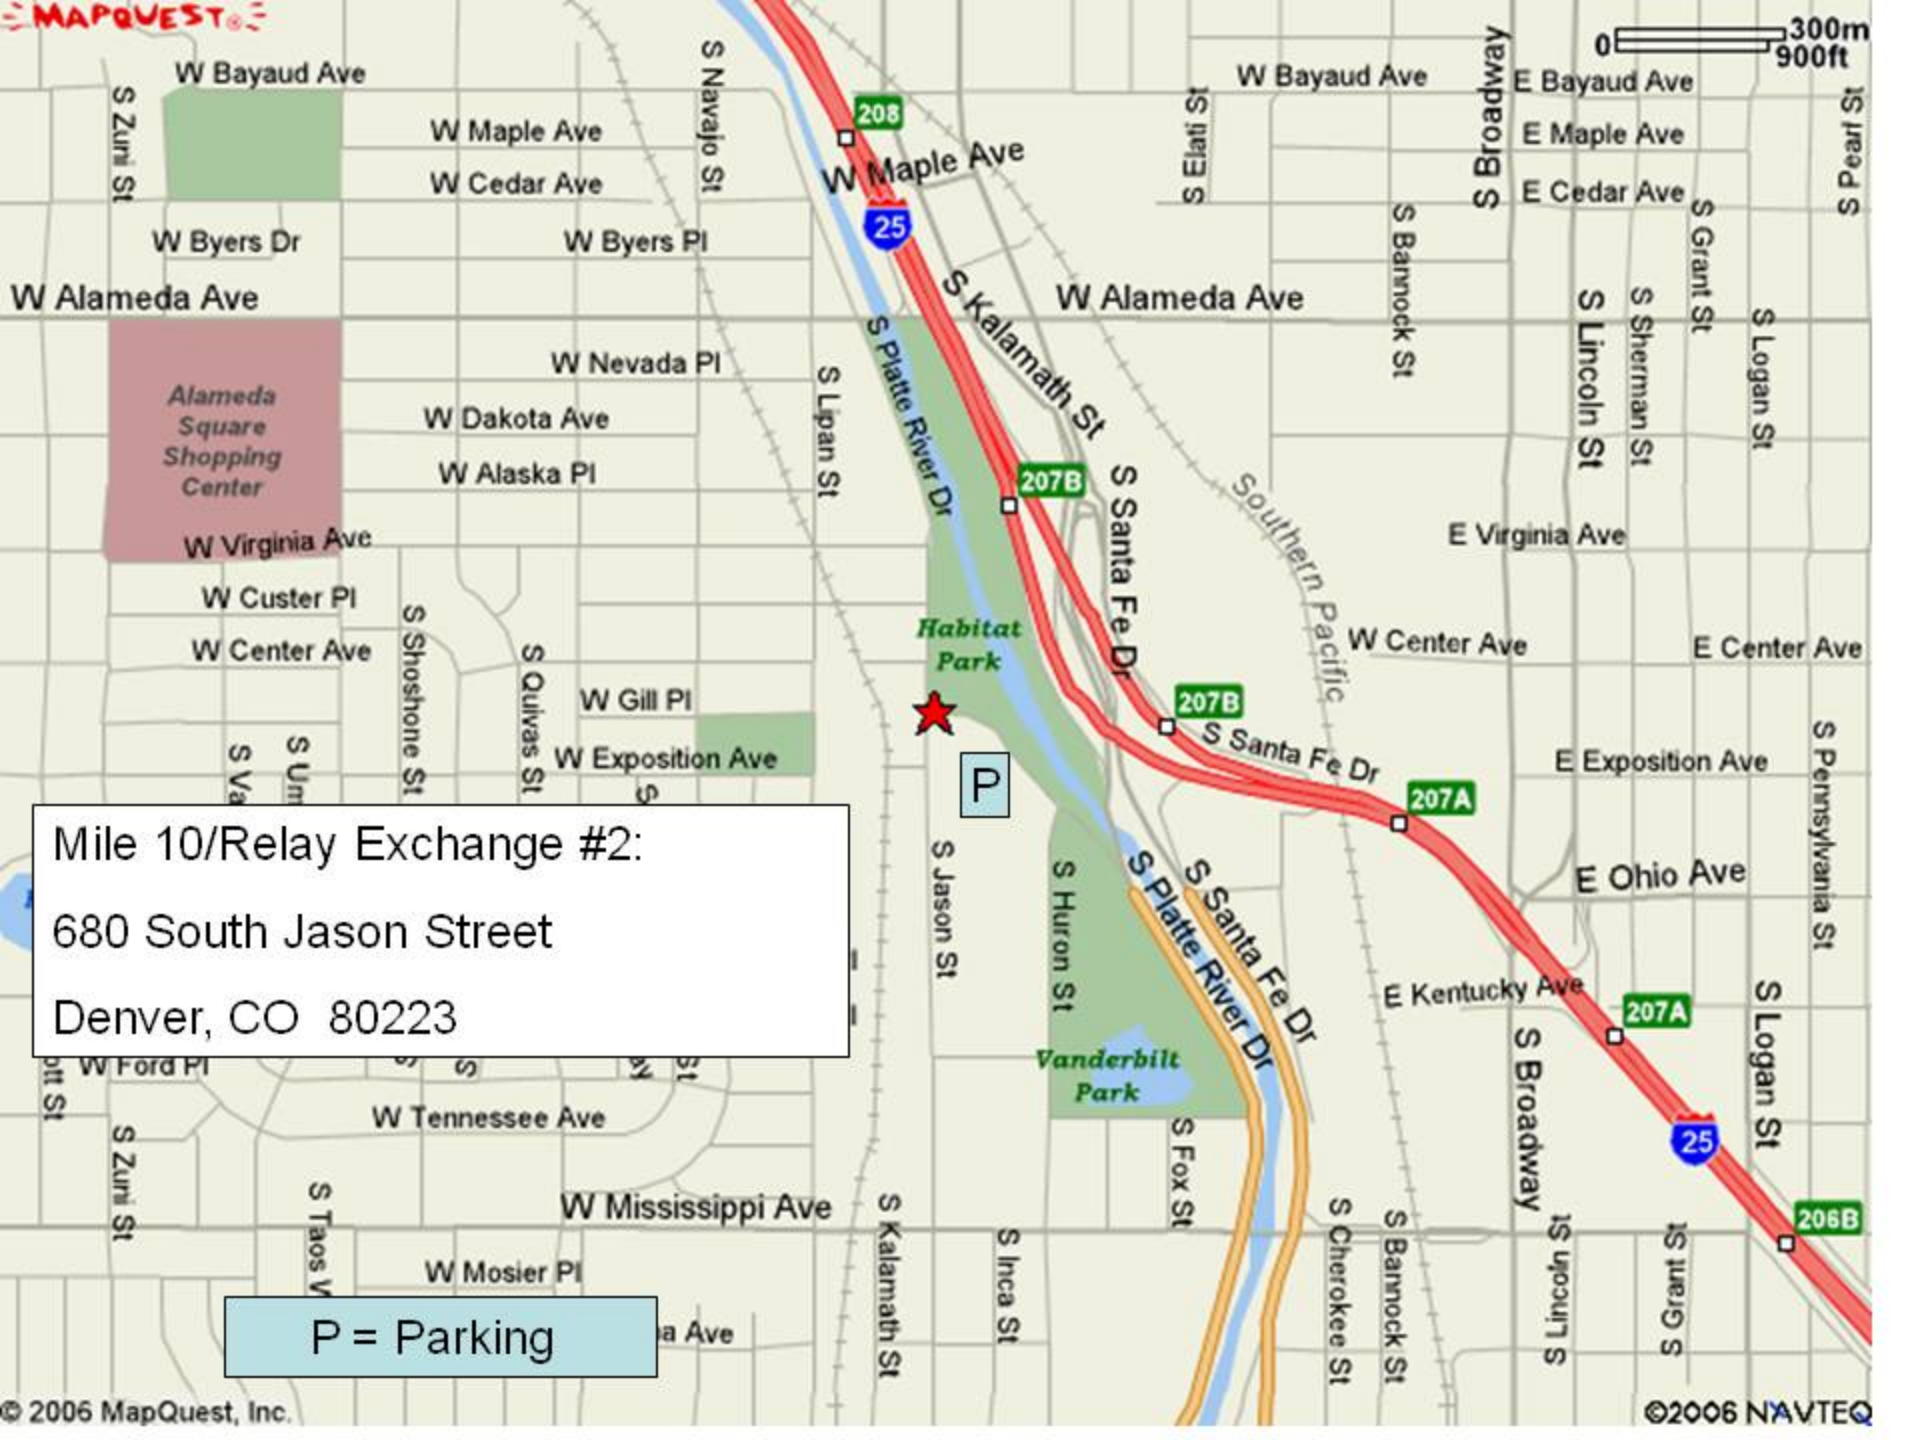 MAPQUEST
300m
0
900ft
W Bayaud Ave
W Bayaud Ave
E Bayaud Ave
S Zuni St
W Maple Ave
S Navajo St
208
W Maple Ave
S Elati St
S Broadway
E Maple Ave
S Pearl St
W Cedar Ave
E Cedar Ave
25
W Byers Dr
W Byers Pl
S Bannock St
S Grant St
W Alameda Ave
S Kalamath St
W Alameda Ave
S Lincoln St
S Sherman St
S Logan St
S Platte River Dr
W Nevada Pl
S Lipan St
Alameda
Square
Shopping
Center
W Dakota Ave
W Alaska Pl
207B
S Santa Fe Dr
Southern Pacific
W Virginia Ave
E Virginia Ave
W Custer Pl
S Shoshone St
Habitat
Park
W Center Ave
S Quivas St
W Center Ave
E Center Ave
W Gill Pl
207B
S Santa Fe Dr
S Va
S Um
W Exposition Ave
S
P
E Exposition Ave
S Pennsylvania St
207A
Mile 10/Relay Exchange #2:
680 South Jason Street
Denver, CO 80223
S Jason St
S Huron St
S Platte River Dr
S Santa Fe Dr
E Ohio Ave
E Kentucky Ave
207A
S Logan St
S Broadway
Vanderbilt
Park
W Ford Pl
ott St
S
S
ay
St
W Tennessee Ave
S Zuni St
S Fox St
25
S Taos W
W Mississippi Ave
S Kalamath St
S Inca St
S Cherokee St
S Bannock St
S Lincoln St
S Grant St
206B
W Mosier Pl
P = Parking
a Ave
© 2006 MapQuest, Inc.
©2006 NAVTEQ